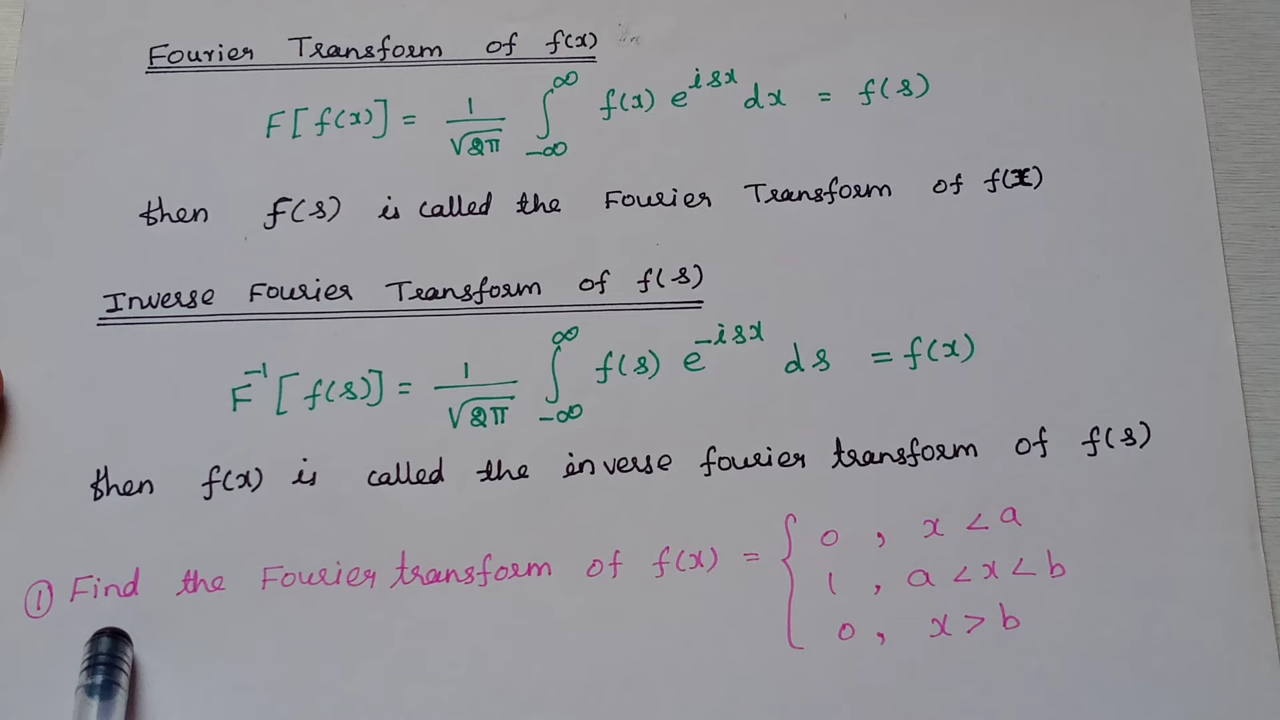 Fourier Transform of f(x)
F[f(x)] = 1/√2π ∫_{-∞}^{∞} f(x) e^{isx} dx = f(s)
then f(s) is called the Fourier Transform of f(x)
Inverse Fourier Transform of f(s)
F^{-1}[f(s)] = 1/√2π ∫_{-∞}^{∞} f(s) e^{-isx} ds = f(x)
then f(x) is called the inverse fourier transform of f(s)
① Find the Fourier transform of f(x) = { 0, x < a
1, a < x < b
0, x > b